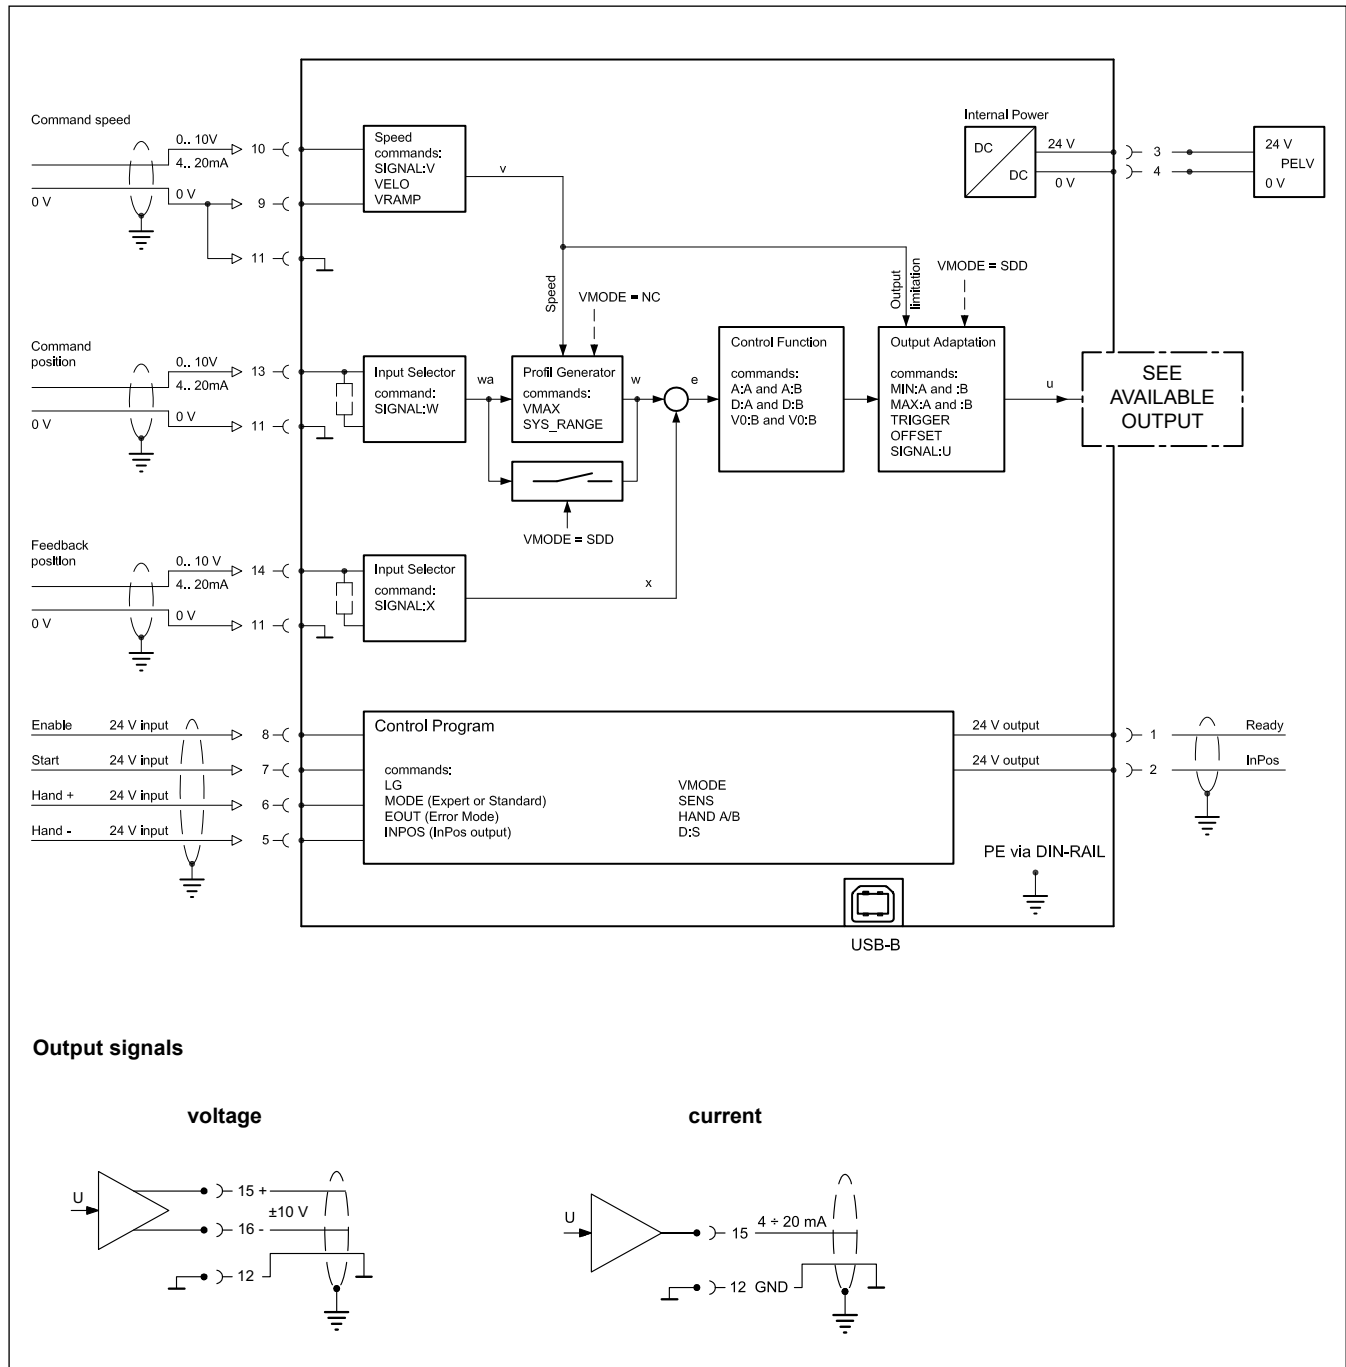 Command speed
0.. 10V
4.. 20mA
0 V
0 V
10
9
11
Speed
commands:
SIGNAL:V
VELO
VRAMP
v
Internal Power
DC
DC
24 V
0 V
3
4
24 V
PELV
0 V
Speed
VMODE = NC
Output
limitation
VMODE = SDD
Command
position
0.. 10V
4.. 20mA
0 V
0 V
13
11
Input Selector
command:
SIGNAL:W
wa
Profil Generator
commands:
VMAX
SYS_RANGE
w
e
Control Function
commands:
A:A and A:B
D:A and D:B
V0:B and V0:B
Output Adaptation
commands:
MIN:A and :B
MAX:A and :B
TRIGGER
OFFSET
SIGNAL:U
u
SEE
AVAILABLE
OUTPUT
VMODE = SDD
Feedback
position
0.. 10 V
4.. 20mA
0 V
0 V
14
11
Input Selector
command:
SIGNAL:X
x
Enable 24 V input 8
Start 24 V input 7
Hand + 24 V input 6
Hand - 24 V input 5
Control Program
commands:
LG
MODE (Expert or Standard)
EOUT (Error Mode)
INPOS (InPos output)
VMODE
SENS
HAND A/B
D:S
24 V output 1 Ready
24 V output 2 InPos
PE via DIN-RAIL
USB-B
Output signals
voltage
U
15 +
±10 V
16 -
12
current
U
15 4 ÷ 20 mA
12 GND